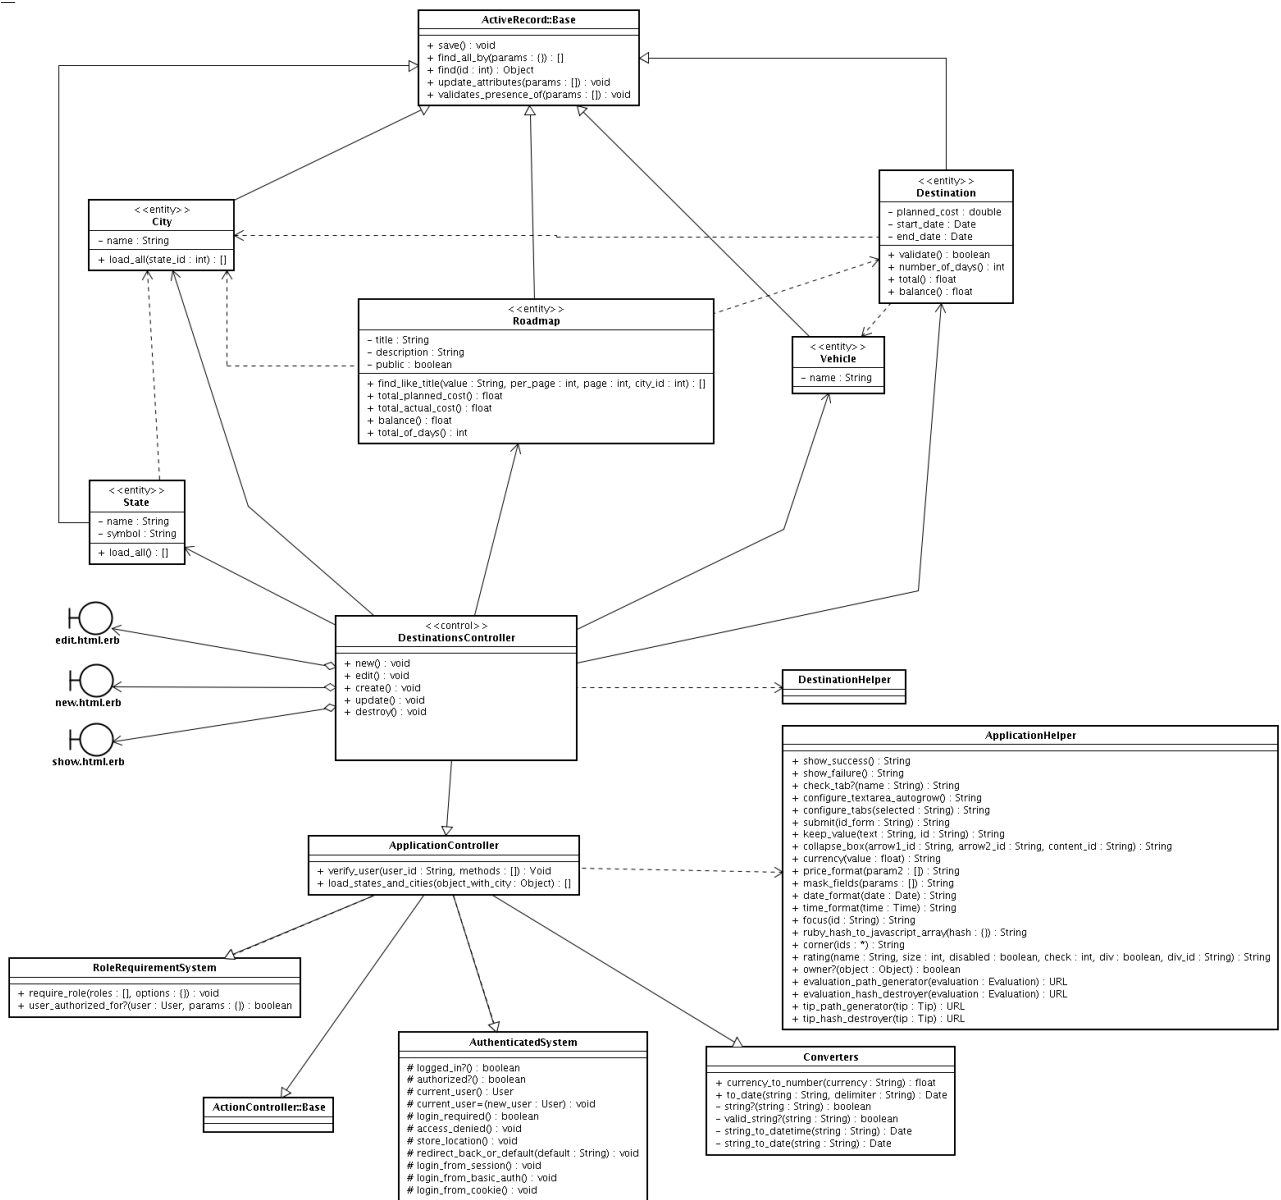 ActiveRecord::Base
+ save() : void
+ find_all_by(params : {}) : []
+ find(id : int) : Object
+ update_attributes(params : []) : void
+ validates_presence_of(params : []) : void
<<entity>>
City
- name : String
+ load_all(state_id : int) : []
<<entity>>
Destination
- planned_cost : double
- start_date : Date
- end_date : Date
+ validate() : boolean
+ number_of_days() : int
+ total() : float
+ balance() : float
<<entity>>
Roadmap
- title : String
- description : String
- public : boolean
+ find_like_title(value : String, per_page : int, page : int, city_id : int) : []
+ total_planned_cost() : float
+ total_actual_cost() : float
+ balance() : float
+ total_of_days() : int
<<entity>>
Vehicle
- name : String
<<entity>>
State
- name : String
- symbol : String
+ load_all() : []
edit.html.erb
new.html.erb
show.html.erb
<<control>>
DestinationsController
+ new() : void
+ edit() : void
+ create() : void
+ update() : void
+ destroy() : void
DestinationHelper
ApplicationHelper
+ show_success() : String
+ show_failure() : String
+ check_tab?(name : String) : String
+ configure_textarea_autogrow() : String
+ configure_tabs(selected : String) : String
+ submit(id_form : String) : String
+ keep_value(text : String, id : String) : String
+ collapse_box(arrow1_id : String, arrow2_id : String, content_id : String) : String
+ currency(value : float) : String
+ price_format(param2 : []) : String
+ mask_fields(params : []) : String
+ date_format(date : Date) : String
+ time_format(time : Time) : String
+ focus(id : String) : String
+ ruby_hash_to_javascript_array(hash : {}) : String
+ corner(ids : *) : String
+ rating(name : String, size : int, disabled : boolean, check : int, div : boolean, div_id : String) : String
+ owner?(object : Object) : boolean
+ evaluation_path_generator(evaluation : Evaluation) : URL
+ evaluation_hash_destroyer(evaluation : Evaluation) : URL
+ tip_path_generator(tip : Tip) : URL
+ tip_hash_destroyer(tip : Tip) : URL
ApplicationController
+ verify_user(user_id : String, methods : []) : Void
+ load_states_and_cities(object_with_city : Object) : []
RoleRequirementSystem
+ require_role(roles : [], options : {}) : void
+ user_authorized_for?(user : User, params : {}) : boolean
ActionController::Base
AuthenticatedSystem
# logged_in?() : boolean
# authorized?() : boolean
# current_user() : User
# current_user=(new_user : User) : void
# login_required() : boolean
# access_denied() : void
# store_location() : void
# redirect_back_or_default(default : String) : void
# login_from_session() : void
# login_from_basic_auth() : void
# login_from_cookie() : void
Converters
+ currency_to_number(currency : String) : float
+ to_date(string : String, delimiter : String) : Date
- string?(string : String) : boolean
- valid_string?(string : String) : boolean
- string_to_datetime(string : String) : Date
- string_to_date(string : String) : Date